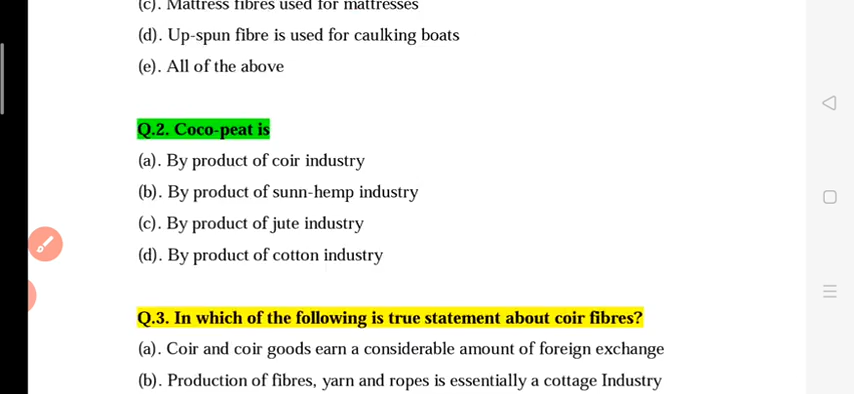 (c). Mattress fibres used for mattresses
(d). Up-spun fibre is used for caulking boats
(e). All of the above
Q.2. Coco-peat is
(a). By product of coir industry
(b). By product of sunn-hemp industry
(c). By product of jute industry
(d). By product of cotton industry
Q.3. In which of the following is true statement about coir fibres?
(a). Coir and coir goods earn a considerable amount of foreign exchange
(b). Production of fibres, yarn and ropes is essentially a cottage Industry